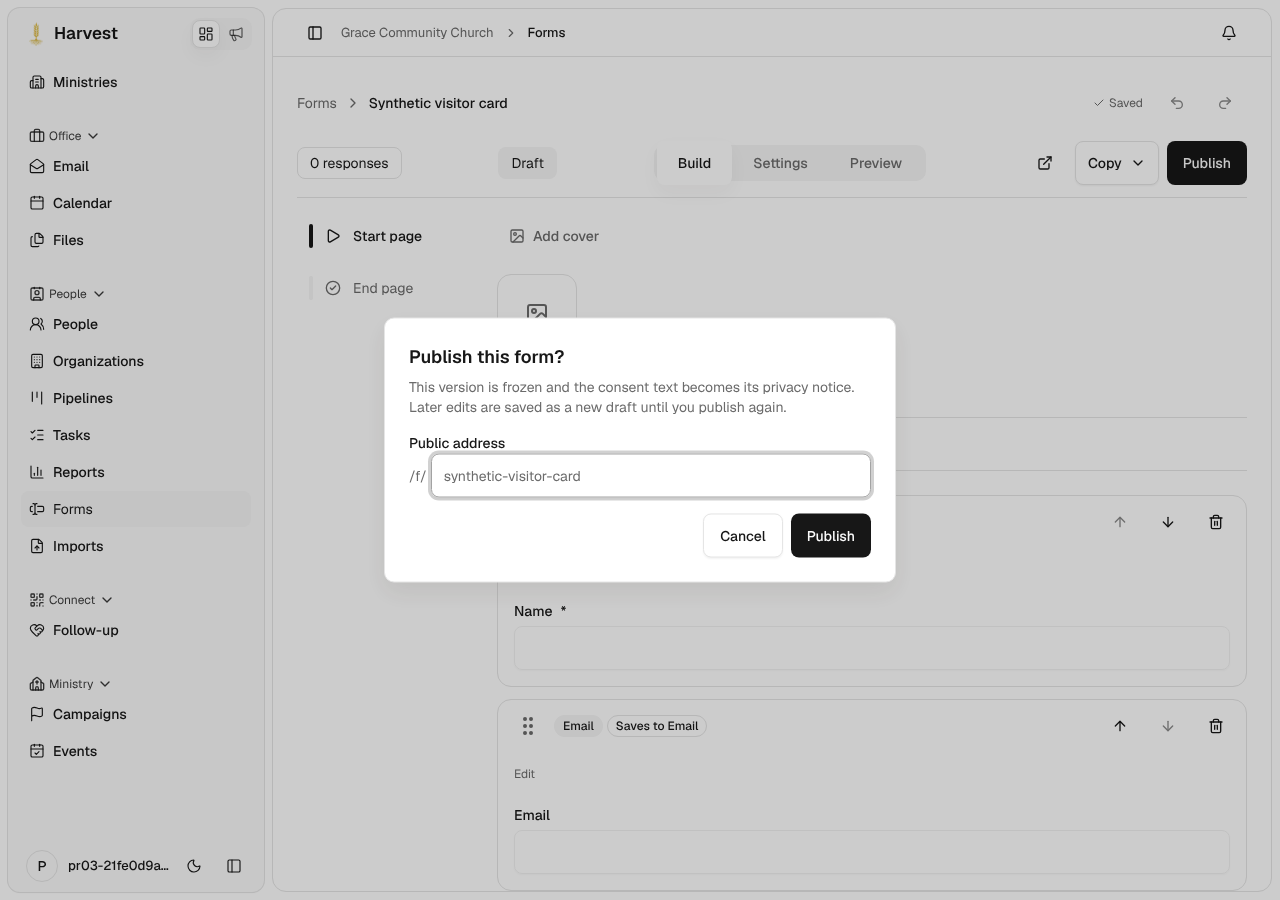 Harvest
Ministries
Office
Email
Calendar
Files
People
People
Organizations
Pipelines
Tasks
Reports
Forms
Imports
Connect
Follow-up
Ministry
Campaigns
Events
P pr03-21fe0d9a...
Grace Community Church > Forms
Forms > Synthetic visitor card
Saved
0 responses
Draft
Build Settings Preview
Copy
Publish
Start page
Add cover
End page
Publish this form?
This version is frozen and the consent text becomes its privacy notice.
Later edits are saved as a new draft until you publish again.
Public address
/f/ synthetic-visitor-card
Cancel Publish
Name *
Email Saves to Email
Edit
Email